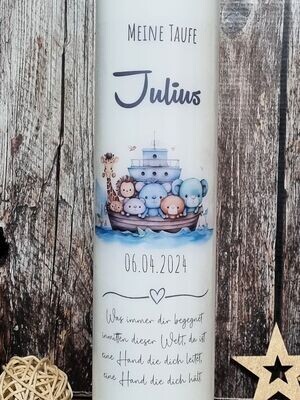 MEINE TAUFE
Julius
06.04.2024
Was immer dir begegnet
inmitten dieser Welt, da ist
eine Hand die dich leitet,
eine Hand die dich hält.